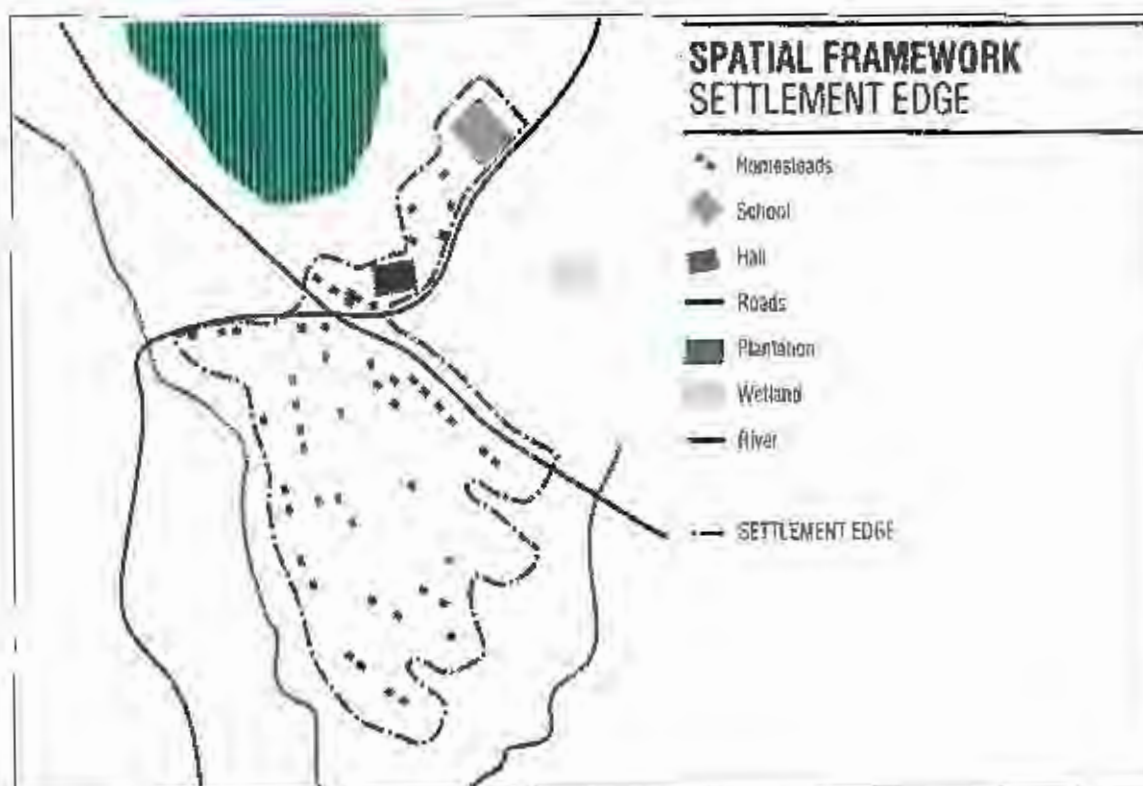 SPATIAL FRAMEWORK
SETTLEMENT EDGE
Homesteads
School
Hall
Roads
Plantation
Wetland
River
SETTLEMENT EDGE